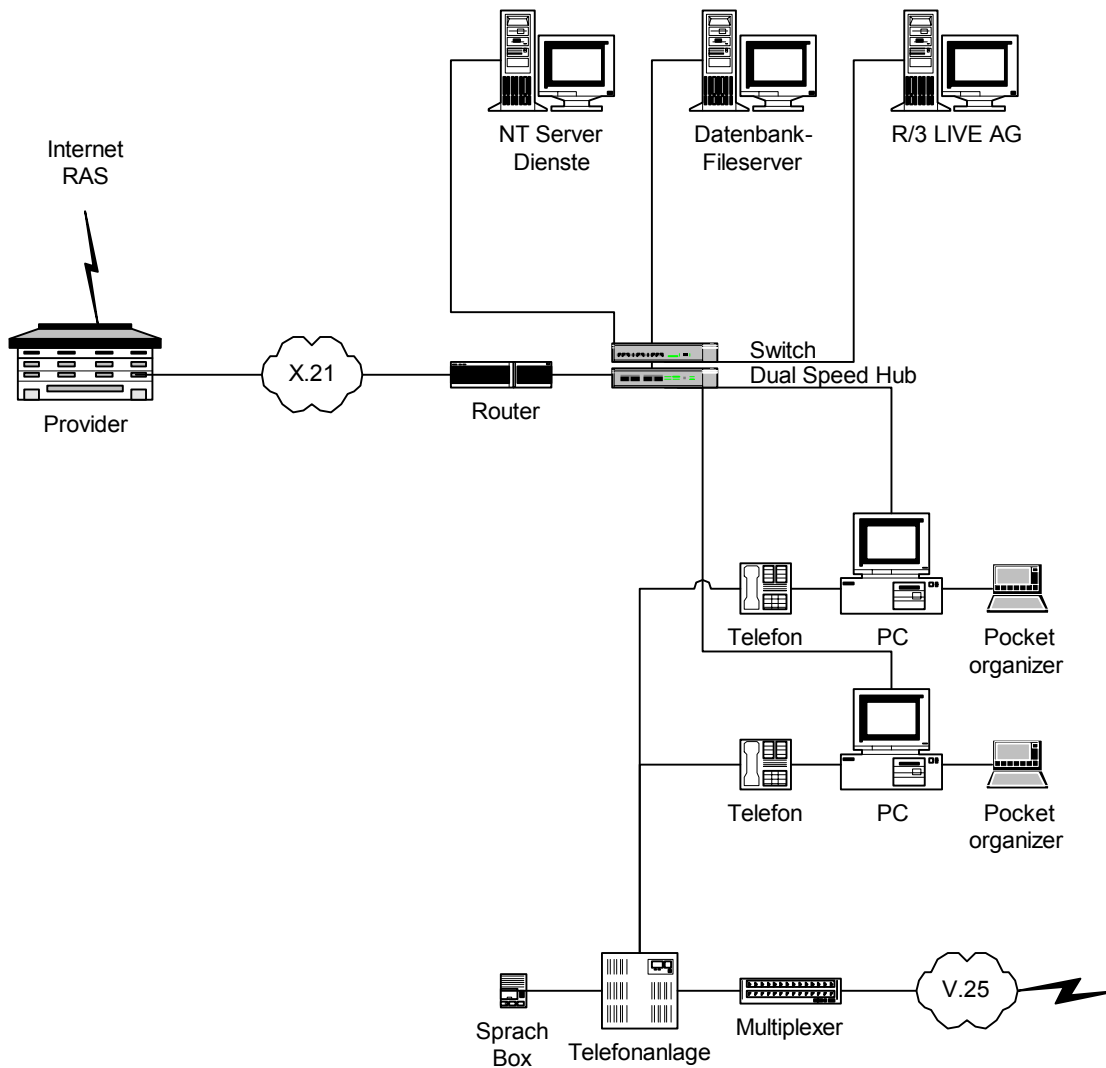 NT Server
Dienste
Datenbank-
Fileserver
R/3 LIVE AG
Internet
RAS
Switch
Dual Speed Hub
X.21
Router
Provider
Telefon
PC
Pocket
organizer
Telefon
PC
Pocket
organizer
V.25
Sprach
Box
Telefonanlage
Multiplexer